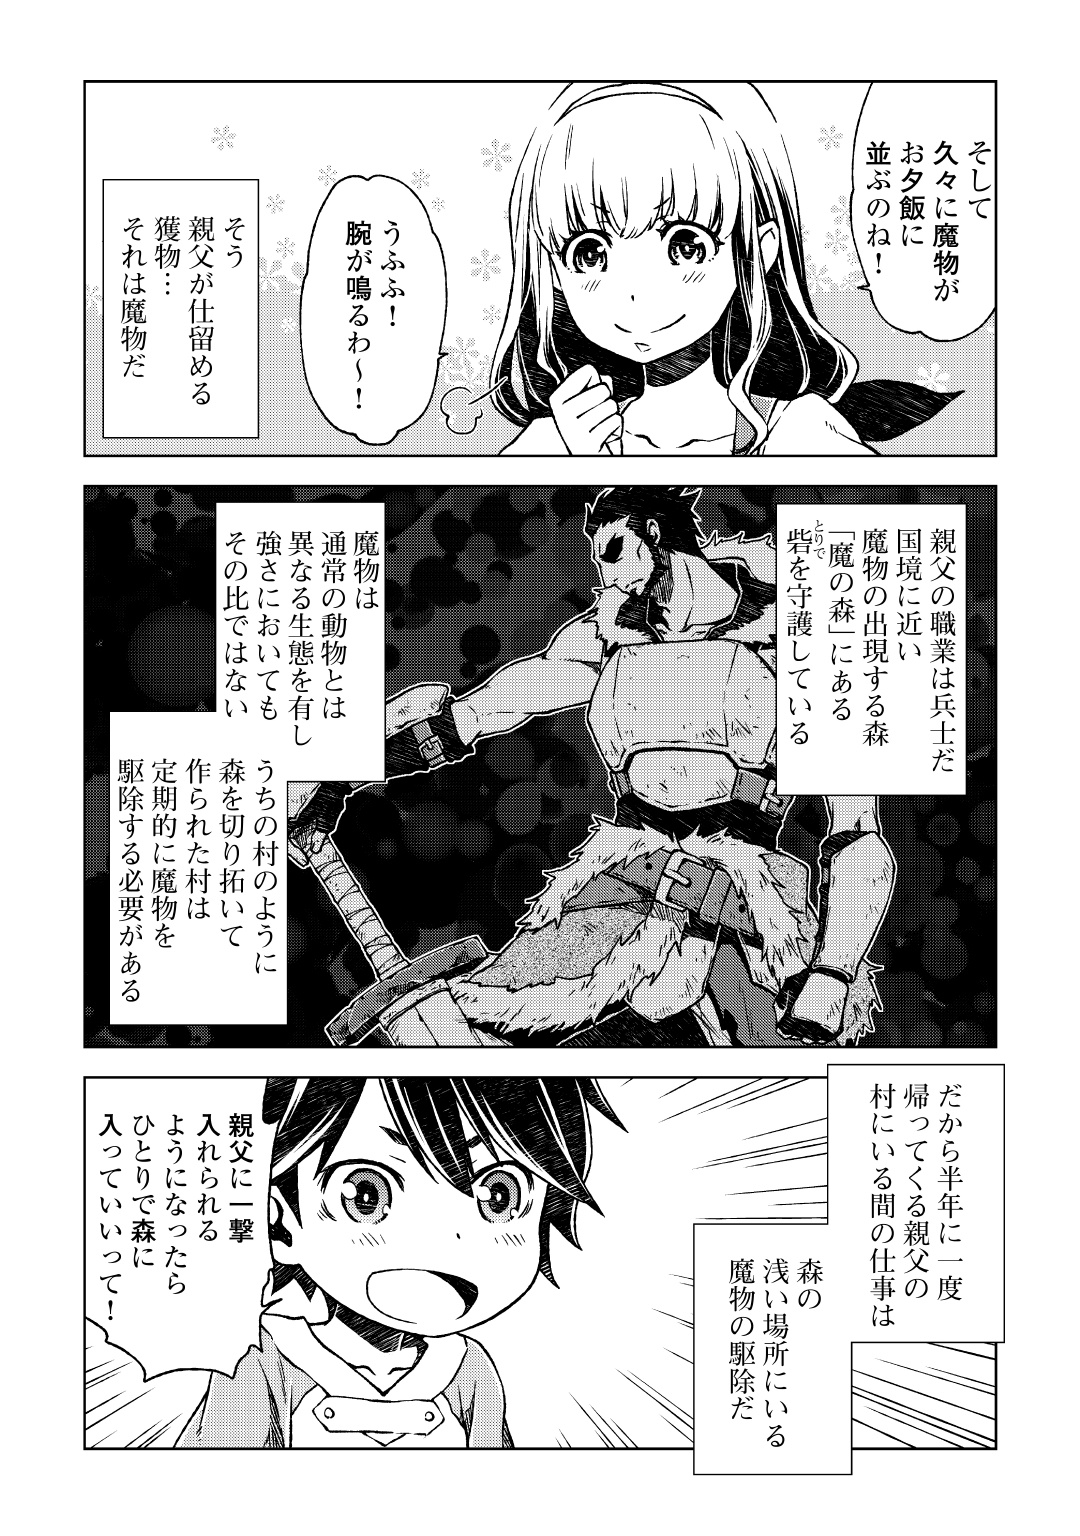 そして
久々に魔物が
お夕飯に
並ぶのね！
うふふ！
腕が鳴るわ～！
そう
親父が仕留める
獲物…
それは魔物だ
親父の職業は兵士だ
国境に近い
魔物の出現する森
「魔の森」にある
とりで
砦を守護している
魔物は
通常の動物とは
異なる生態を有し
強さにおいても
その比ではない
うちの村のように
森を切り拓いて
作られた村は
定期的に魔物を
駆除する必要がある
だから半年に一度
帰ってくる親父の
村にいる間の仕事は
森の
浅い場所にいる
魔物の駆除だ
親父に一撃
入れられる
ようになったら
ひとりで森に
入っていいって！